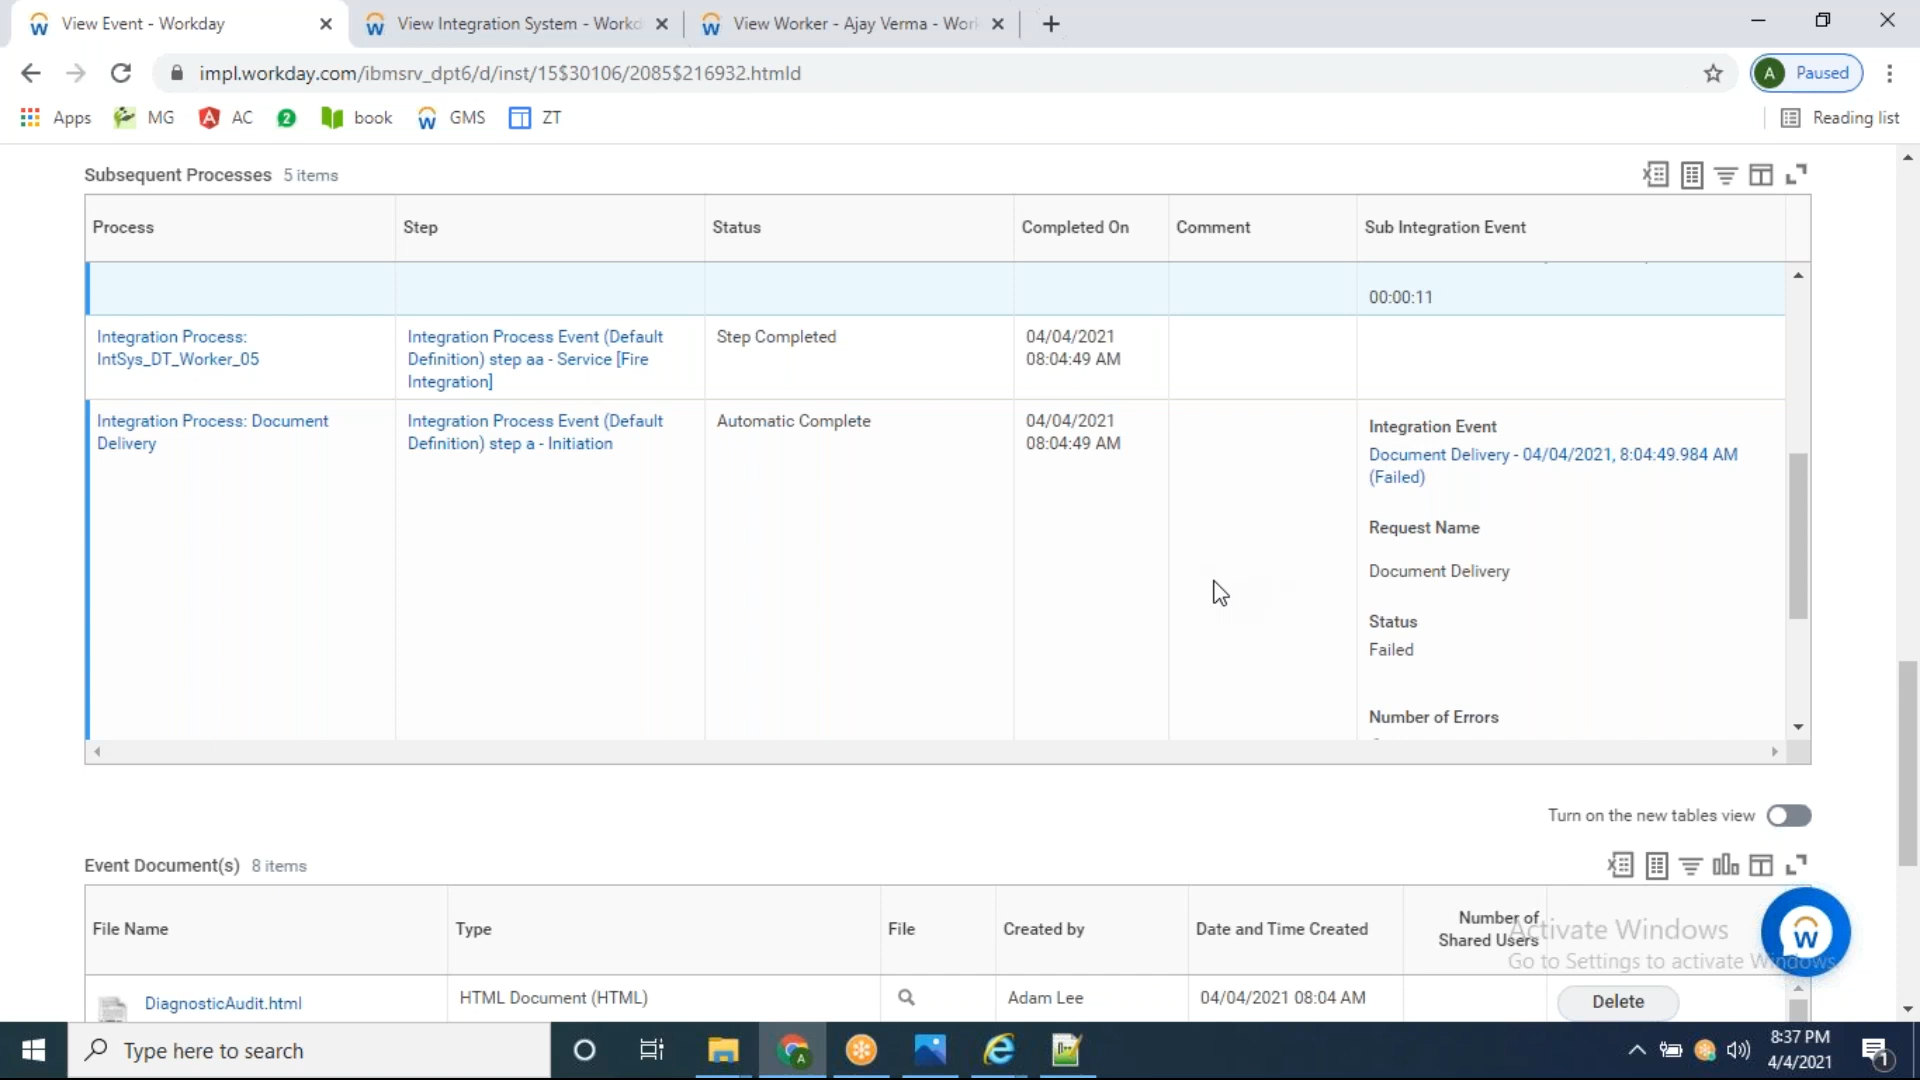 View Event - Workday
View Integration System - Workd
View Worker - Ajay Verma - Work
impl.workday.com/ibmsrv_dpt6/d/inst/15$30106/2085$216932.htmld
A Paused
Apps MG AC 2 book GMS ZT Reading list
Subsequent Processes 5 items
Process Step Status Completed On Comment Sub Integration Event
00:00:11
Integration Process: Integration Process Event (Default Step Completed 04/04/2021
IntSys_DT_Worker_05 Definition) step aa - Service [Fire 08:04:49 AM
Integration]
Integration Process: Document Integration Process Event (Default Automatic Complete 04/04/2021 Integration Event
Delivery Definition) step a - Initiation 08:04:49 AM
Document Delivery - 04/04/2021, 8:04:49.984 AM
(Failed)
Request Name
Document Delivery
Status
Failed
Number of Errors
Turn on the new tables view
Event Document(s) 8 items
File Name Type File Created by Date and Time Created Number of
Shared Users
Activate Windows
Go to Settings to activate Windows.
DiagnosticAudit.html HTML Document (HTML) Adam Lee 04/04/2021 08:04 AM Delete
Type here to search
8:37 PM
4/4/2021
1